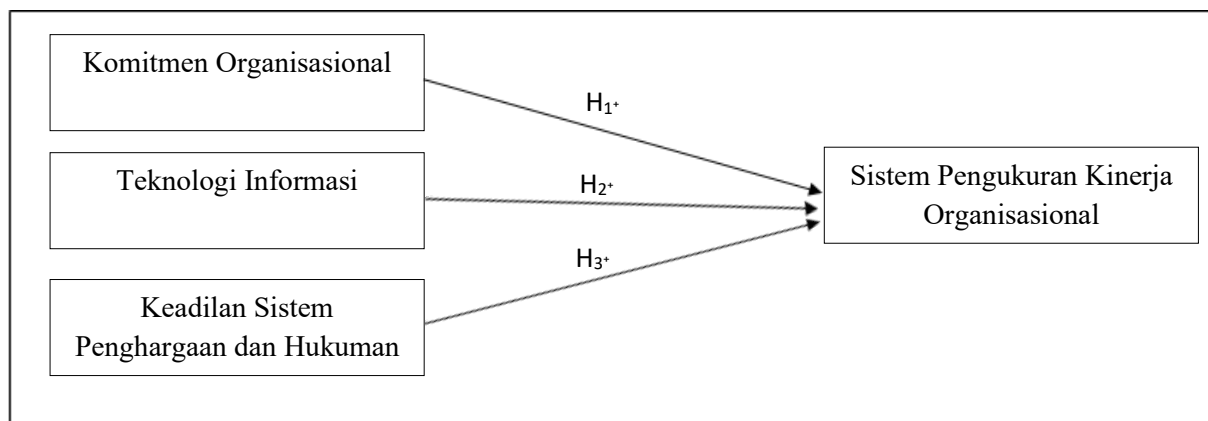 Komitmen Organisasional
H1+
Teknologi Informasi
H2+
Sistem Pengukuran Kinerja
Organisasional
H3+
Keadilan Sistem
Penghargaan dan Hukuman